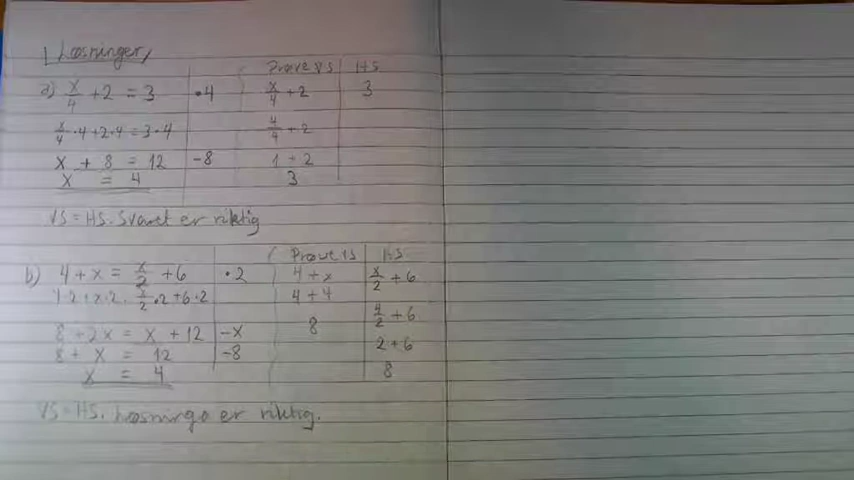 1 Løsninger
Prøve VS HS
a) x/4 + 2 = 3 ·4 x/4 + 2 3
x/4 · 4 + 2 · 4 = 3 · 4 4/4 + 2
x + 8 = 12 -8 1 + 2
x = 4 3
VS = HS. Svaret er riktig
Prøve VS HS
b) 4 + x = x/2 + 6 ·2 4 + x x/2 + 6
4·2 + x·2 = x/2 · 2 + 6·2 4 + 4
4/2 + 6
8 + 2x = x + 12 -x 8
2 + 6
8 + x = 12 -8
x = 4 8
VS = HS. er riktig.